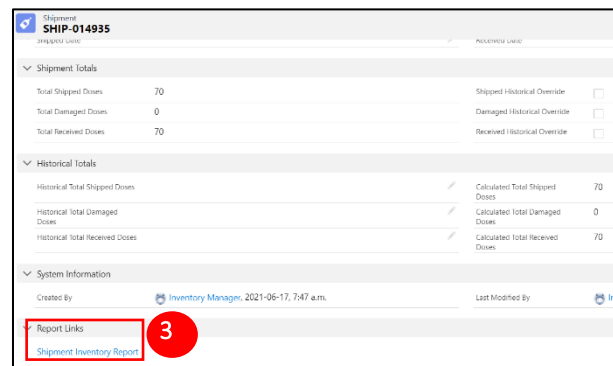 Shipment
SHIP-014935
Shipped Date Received Date
Shipment Totals
Total Shipped Doses 70 Shipped Historical Override
Total Damaged Doses 0 Damaged Historical Override
Total Received Doses 70 Received Historical Override
Historical Totals
Historical Total Shipped Doses Calculated Total Shipped Doses 70
Historical Total Damaged Doses Calculated Total Damaged Doses 0
Historical Total Received Doses Calculated Total Received Doses 70
System Information
Created By Inventory Manager, 2021-06-17, 7:47 a.m. Last Modified By
Report Links
3
Shipment Inventory Report